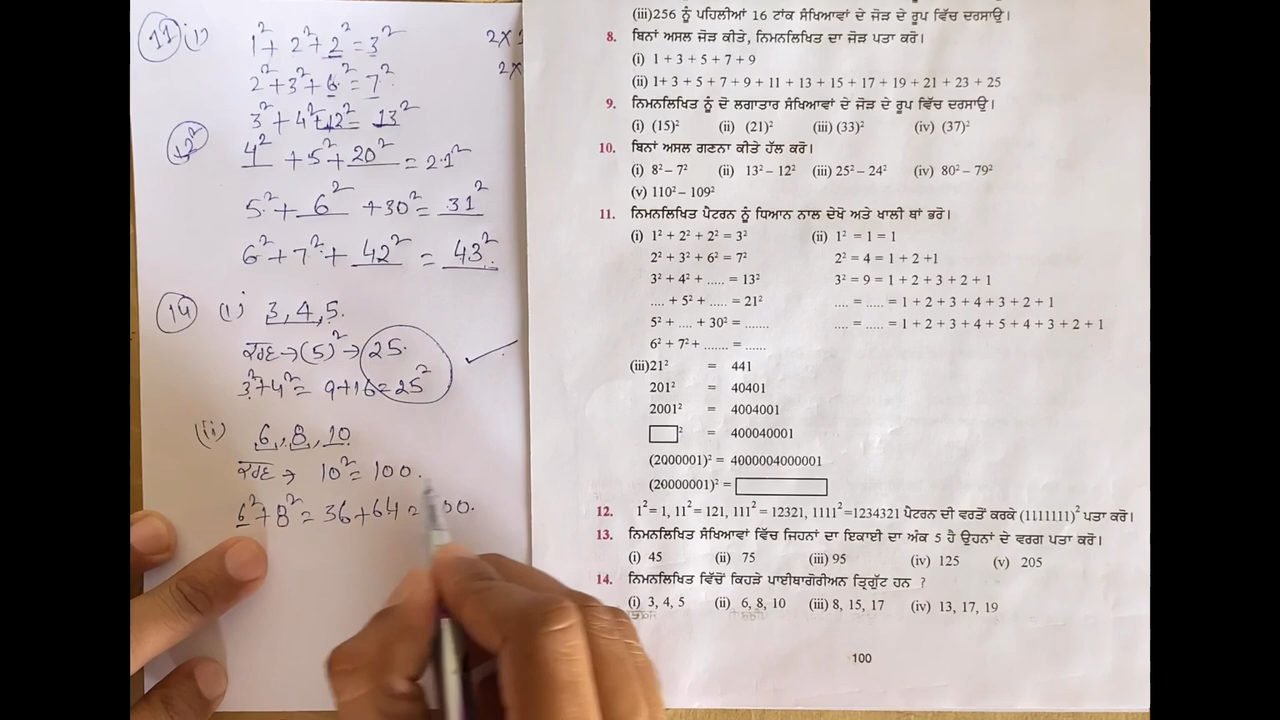 11 (i) 1² + 2² + 2² = 3² 2×
2² + 3² + 6² = 7² 2×
3² + 4² + 12² = 13²
4² + 5² + 20² = 21²
5² + 6² + 30² = 31²
6² + 7² + 42² = 43²
14 (i) 3, 4, 5.
ਵਰਗ → (5)² → 25.
3² + 4² = 9 + 16 = 25²
(ii) 6, 8, 10
ਵਰਗ → 10² = 100.
6² + 8² = 36 + 64 = 100.
(iii) 256 ਨੂੰ ਪਹਿਲੀਆਂ 16 ਟਾਂਕ ਸੰਖਿਆਵਾਂ ਦੇ ਜੋੜ ਦੇ ਰੂਪ ਵਿੱਚ ਦਰਸਾਉ।
8. ਬਿਨਾਂ ਅਸਲ ਜੋੜ ਕੀਤੇ, ਨਿਮਨਲਿਖਿਤ ਦਾ ਜੋੜ ਪਤਾ ਕਰੋ।
(i) 1 + 3 + 5 + 7 + 9
(ii) 1+ 3 + 5 + 7 + 9 + 11 + 13 + 15 + 17 + 19 + 21 + 23 + 25
9. ਨਿਮਨਲਿਖਿਤ ਨੂੰ ਦੋ ਲਗਾਤਾਰ ਸੰਖਿਆਵਾਂ ਦੇ ਜੋੜ ਦੇ ਰੂਪ ਵਿੱਚ ਦਰਸਾਉ।
(i) (15)² (ii) (21)² (iii) (33)² (iv) (37)²
10. ਬਿਨਾਂ ਅਸਲ ਗਣਨਾ ਕੀਤੇ ਹੱਲ ਕਰੋ।
(i) 8² – 7² (ii) 13² – 12² (iii) 25² – 24² (iv) 80² – 79²
(v) 110² – 109²
11. ਨਿਮਨਲਿਖਿਤ ਪੈਟਰਨ ਨੂੰ ਧਿਆਨ ਨਾਲ ਦੇਖੋ ਅਤੇ ਖਾਲੀ ਥਾਂ ਭਰੋ।
(i) 1² + 2² + 2² = 3² (ii) 1² = 1 = 1
2² + 3² + 6² = 7² 2² = 4 = 1 + 2 +1
3² + 4² + ..... = 13² 3² = 9 = 1 + 2 + 3 + 2 + 1
.... + 5² + ..... = 21² .... = ..... = 1 + 2 + 3 + 4 + 3 + 2 + 1
5² + .... + 30² = ....... .... = ..... = 1 + 2 + 3 + 4 + 5 + 4 + 3 + 2 + 1
6² + 7² + ....... = ......
(iii) 21² = 441
201² = 40401
2001² = 4004001
² = 400040001
(2000001)² = 4000004000001
(20000001)² =
12. 1² = 1, 11² = 121, 111² = 12321, 1111² =1234321 ਪੈਟਰਨ ਦੀ ਵਰਤੋਂ ਕਰਕੇ (1111111)² ਪਤਾ ਕਰੋ।
13. ਨਿਮਨਲਿਖਿਤ ਸੰਖਿਆਵਾਂ ਵਿੱਚ ਜਿਹਨਾਂ ਦਾ ਇਕਾਈ ਦਾ ਅੰਕ 5 ਹੈ ਉਹਨਾਂ ਦੇ ਵਰਗ ਪਤਾ ਕਰੋ।
(i) 45 (ii) 75 (iii) 95 (iv) 125 (v) 205
14. ਨਿਮਨਲਿਖਿਤ ਵਿੱਚੋਂ ਕਿਹੜੇ ਪਾਈਥਾਗੋਰੀਅਨ ਤ੍ਰਿਗੁੱਟ ਹਨ ?
(i) 3, 4, 5 (ii) 6, 8, 10 (iii) 8, 15, 17 (iv) 13, 17, 19
100